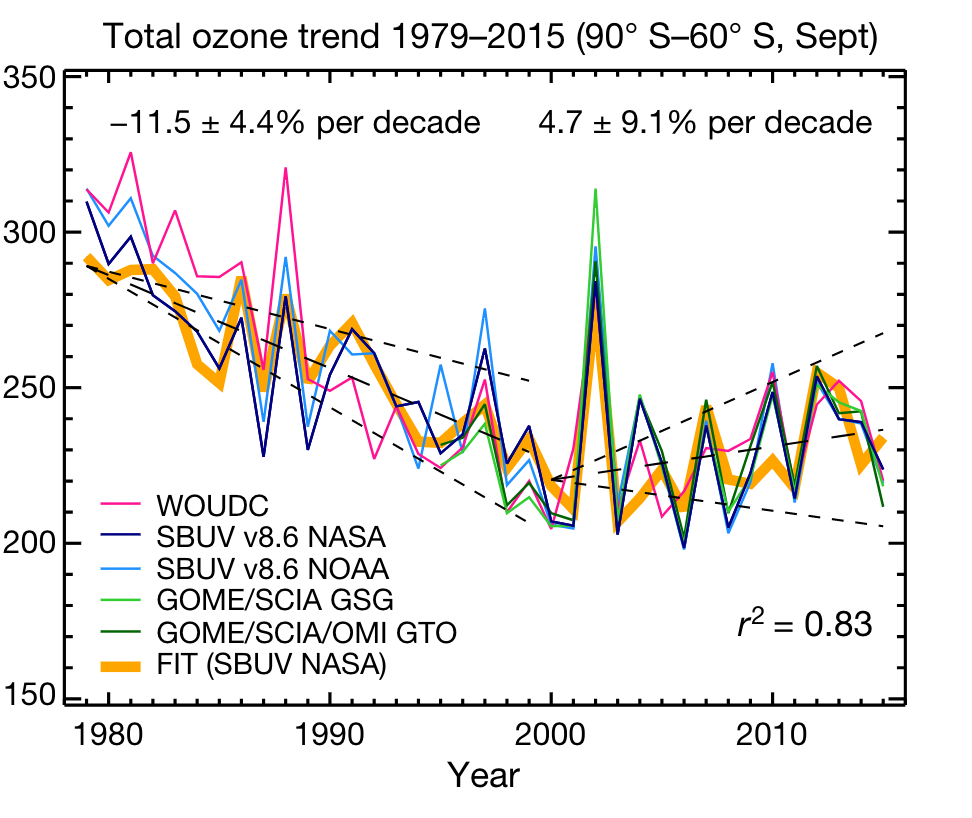 Total ozone trend 1979–2015 (90° S–60° S, Sept)
350
−11.5 ± 4.4% per decade
4.7 ± 9.1% per decade
300
250
200
150
WOUDC
SBUV v8.6 NASA
SBUV v8.6 NOAA
GOME/SCIA GSG
GOME/SCIA/OMI GTO
FIT (SBUV NASA)
r² = 0.83
1980 1990 2000 2010
Year